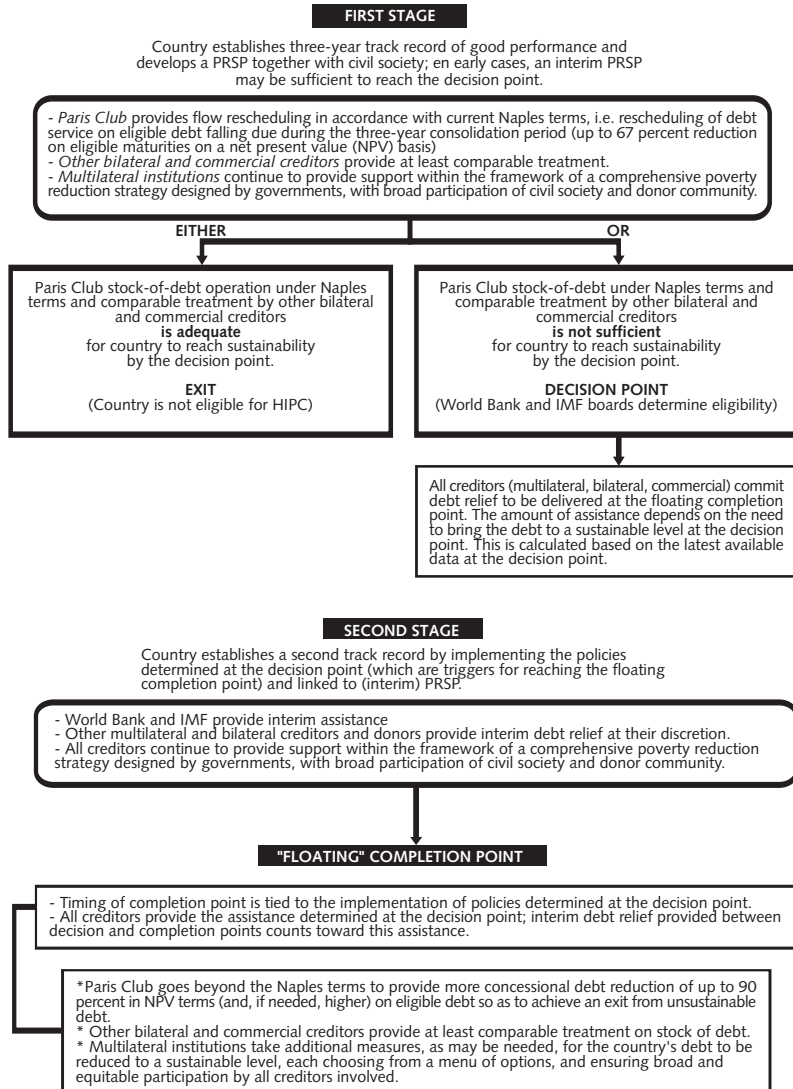 FIRST STAGE
Country establishes three-year track record of good performance and
develops a PRSP together with civil society; en early cases, an interim PRSP
may be sufficient to reach the decision point.
- Paris Club provides flow rescheduling in accordance with current Naples terms, i.e. rescheduling of debt
service on eligible debt falling due during the three-year consolidation period (up to 67 percent reduction
on eligible maturities on a net present value (NPV) basis)
- Other bilateral and commercial creditors provide at least comparable treatment.
- Multilateral institutions continue to provide support within the framework of a comprehensive poverty
reduction strategy designed by governments, with broad participation of civil society and donor community.
EITHER
OR
Paris Club stock-of-debt operation under Naples
terms and comparable treatment by other bilateral
and commercial creditors
is adequate
for country to reach sustainability
by the decision point.
EXIT
(Country is not eligible for HIPC)
Paris Club stock-of-debt under Naples terms and
comparable treatment by other bilateral and
commercial creditors
is not sufficient
for country to reach sustainability
by the decision point.
DECISION POINT
(World Bank and IMF boards determine eligibility)
All creditors (multilateral, bilateral, commercial) commit
debt relief to be delivered at the floating completion
point. The amount of assistance depends on the need
to bring the debt to a sustainable level at the decision
point. This is calculated based on the latest available
data at the decision point.
SECOND STAGE
Country establishes a second track record by implementing the policies
determined at the decision point (which are triggers for reaching the floating
completion point) and linked to (interim) PRSP.
- World Bank and IMF provide interim assistance
- Other multilateral and bilateral creditors and donors provide interim debt relief at their discretion.
- All creditors continue to provide support within the framework of a comprehensive poverty reduction
strategy designed by governments, with broad participation of civil society and donor community.
"FLOATING" COMPLETION POINT
- Timing of completion point is tied to the implementation of policies determined at the decision point.
- All creditors provide the assistance determined at the decision point; interim debt relief provided between
decision and completion points counts toward this assistance.
*Paris Club goes beyond the Naples terms to provide more concessional debt reduction of up to 90
percent in NPV terms (and, if needed, higher) on eligible debt so as to achieve an exit from unsustainable
debt.
* Other bilateral and commercial creditors provide at least comparable treatment on stock of debt.
* Multilateral institutions take additional measures, as may be needed, for the country's debt to be
reduced to a sustainable level, each choosing from a menu of options, and ensuring broad and
equitable participation by all creditors involved.